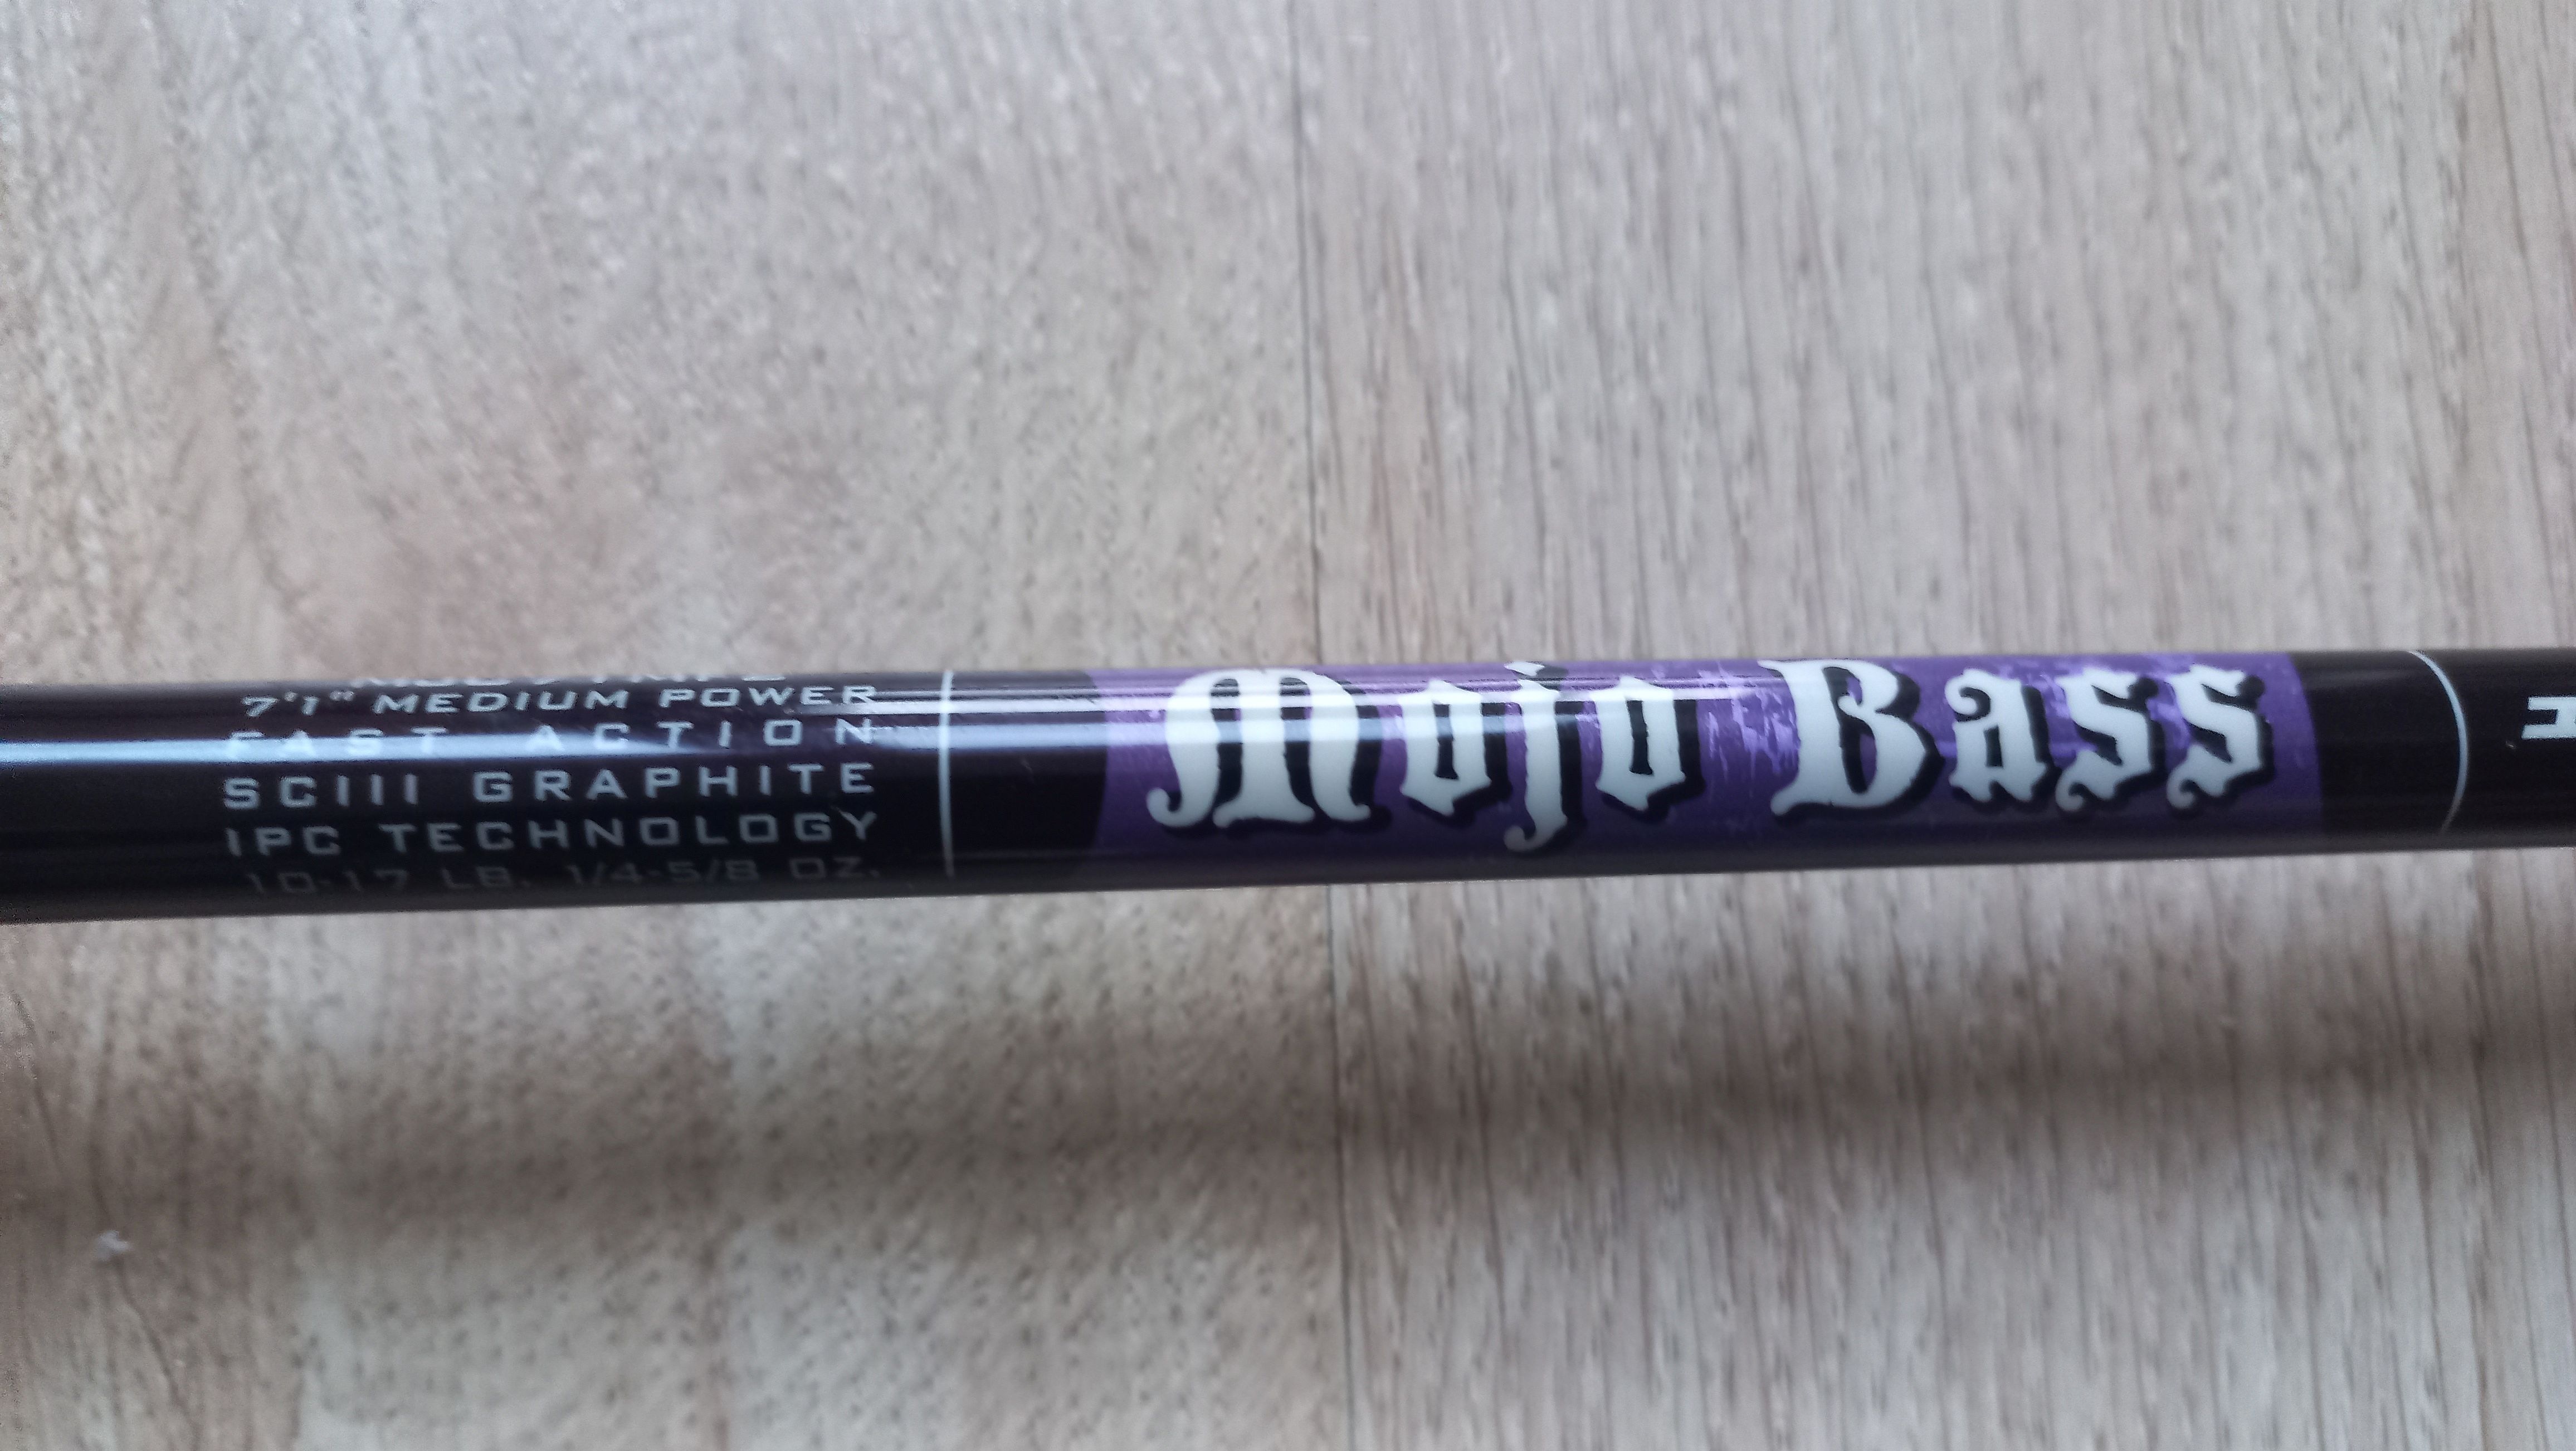 7'1" MEDIUM POWER
FAST ACTION
SCIII GRAPHITE
IPC TECHNOLOGY
10-17 LB. 1/4-5/8 OZ.
Mojo Bass